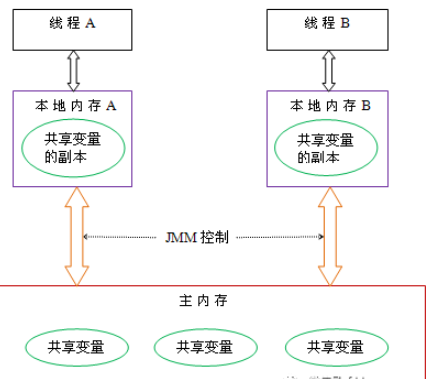 线程 A
线程 B
本地内存 A
本地内存 B
共享变量
的副本
共享变量
的副本
JMM 控制
主内存
共享变量
共享变量
共享变量